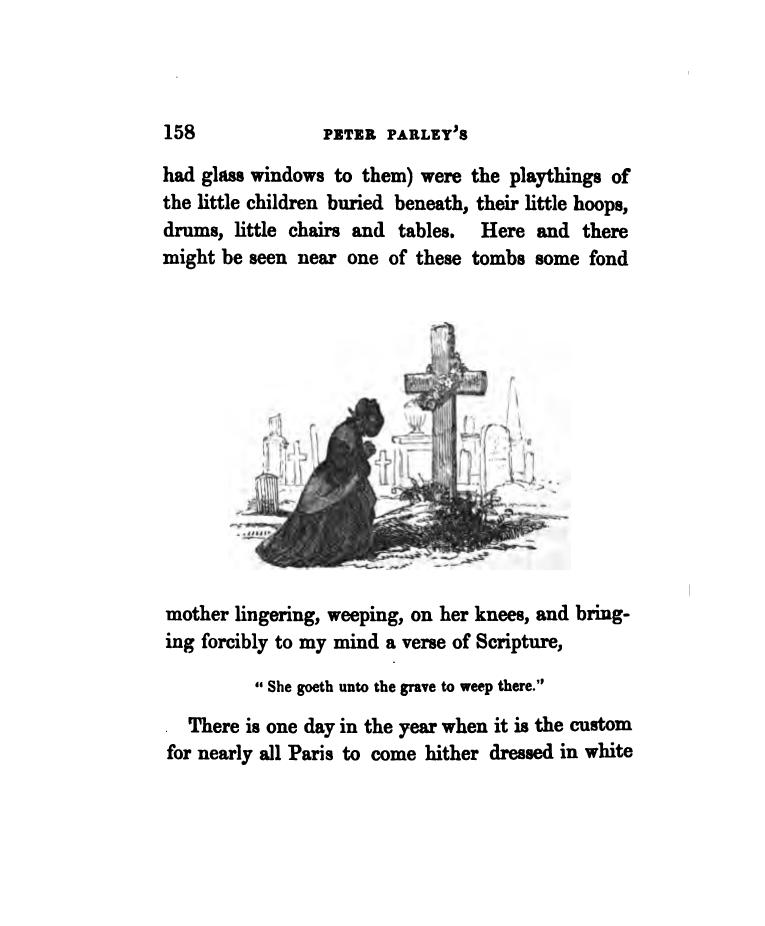 158 PETER PARLEY'S
had glass windows to them) were the playthings of
the little children buried beneath, their little hoops,
drums, little chairs and tables. Here and there
might be seen near one of these tombs some fond
mother lingering, weeping, on her knees, and bring-
ing forcibly to my mind a verse of Scripture,
“ She goeth unto the grave to weep there.”
There is one day in the year when it is the custom
for nearly all Paris to come hither dressed in white